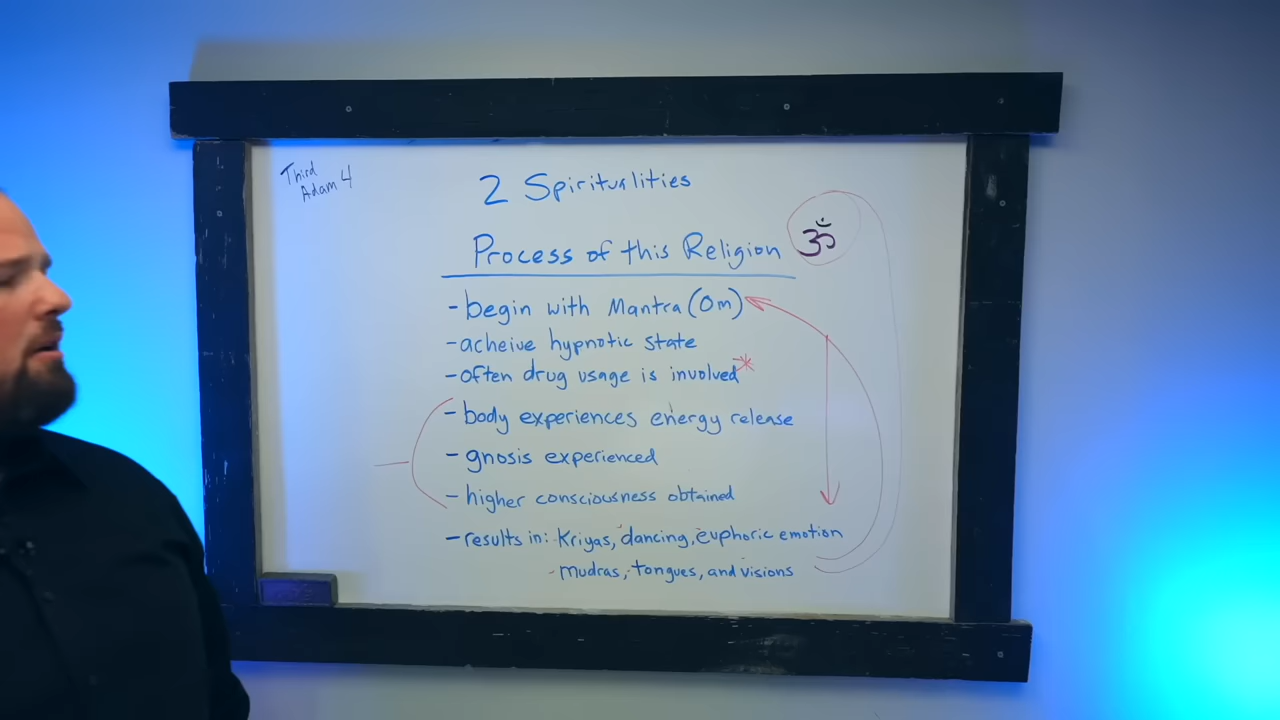 Third
Adam 4
2 Spiritualities
Process of this Religion ॐ
- begin with Mantra (Om)
- acheive hypnotic state
- often drug usage is involved*
- body experiences energy release
- gnosis experienced
- higher consciousness obtained
- results in: Kriyas, dancing, euphoric emotion
mudras, tongues, and visions